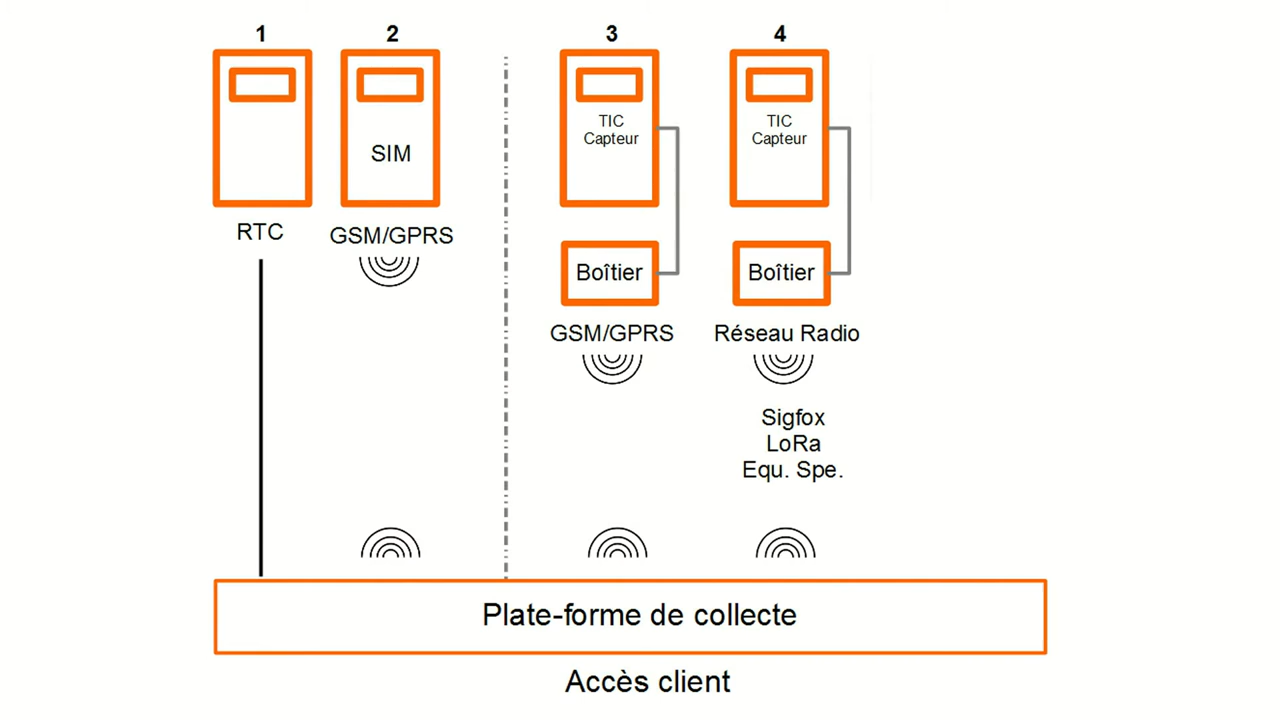 1
2
3
4
SIM
TIC
Capteur
TIC
Capteur
RTC
GSM/GPRS
Boîtier
Boîtier
GSM/GPRS
Réseau Radio
Sigfox
LoRa
Equ. Spe.
Plate-forme de collecte
Accès client